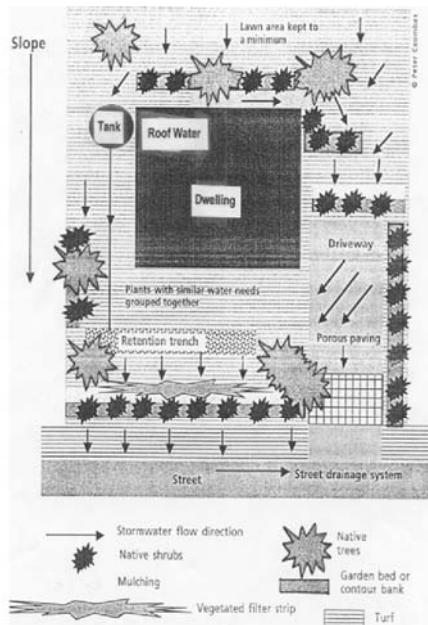 Lawn area kept to
a minimum
© Peter Coombes
Slope
Tank
Roof Water
Dwelling
Driveway
Plants with similar water needs
grouped together
Retention trench
Porous paving
Street
Street drainage system
Stormwater flow direction
Native shrubs
Mulching
Vegetated filter strip
Native
trees
Garden bed or
contour bank
Turf